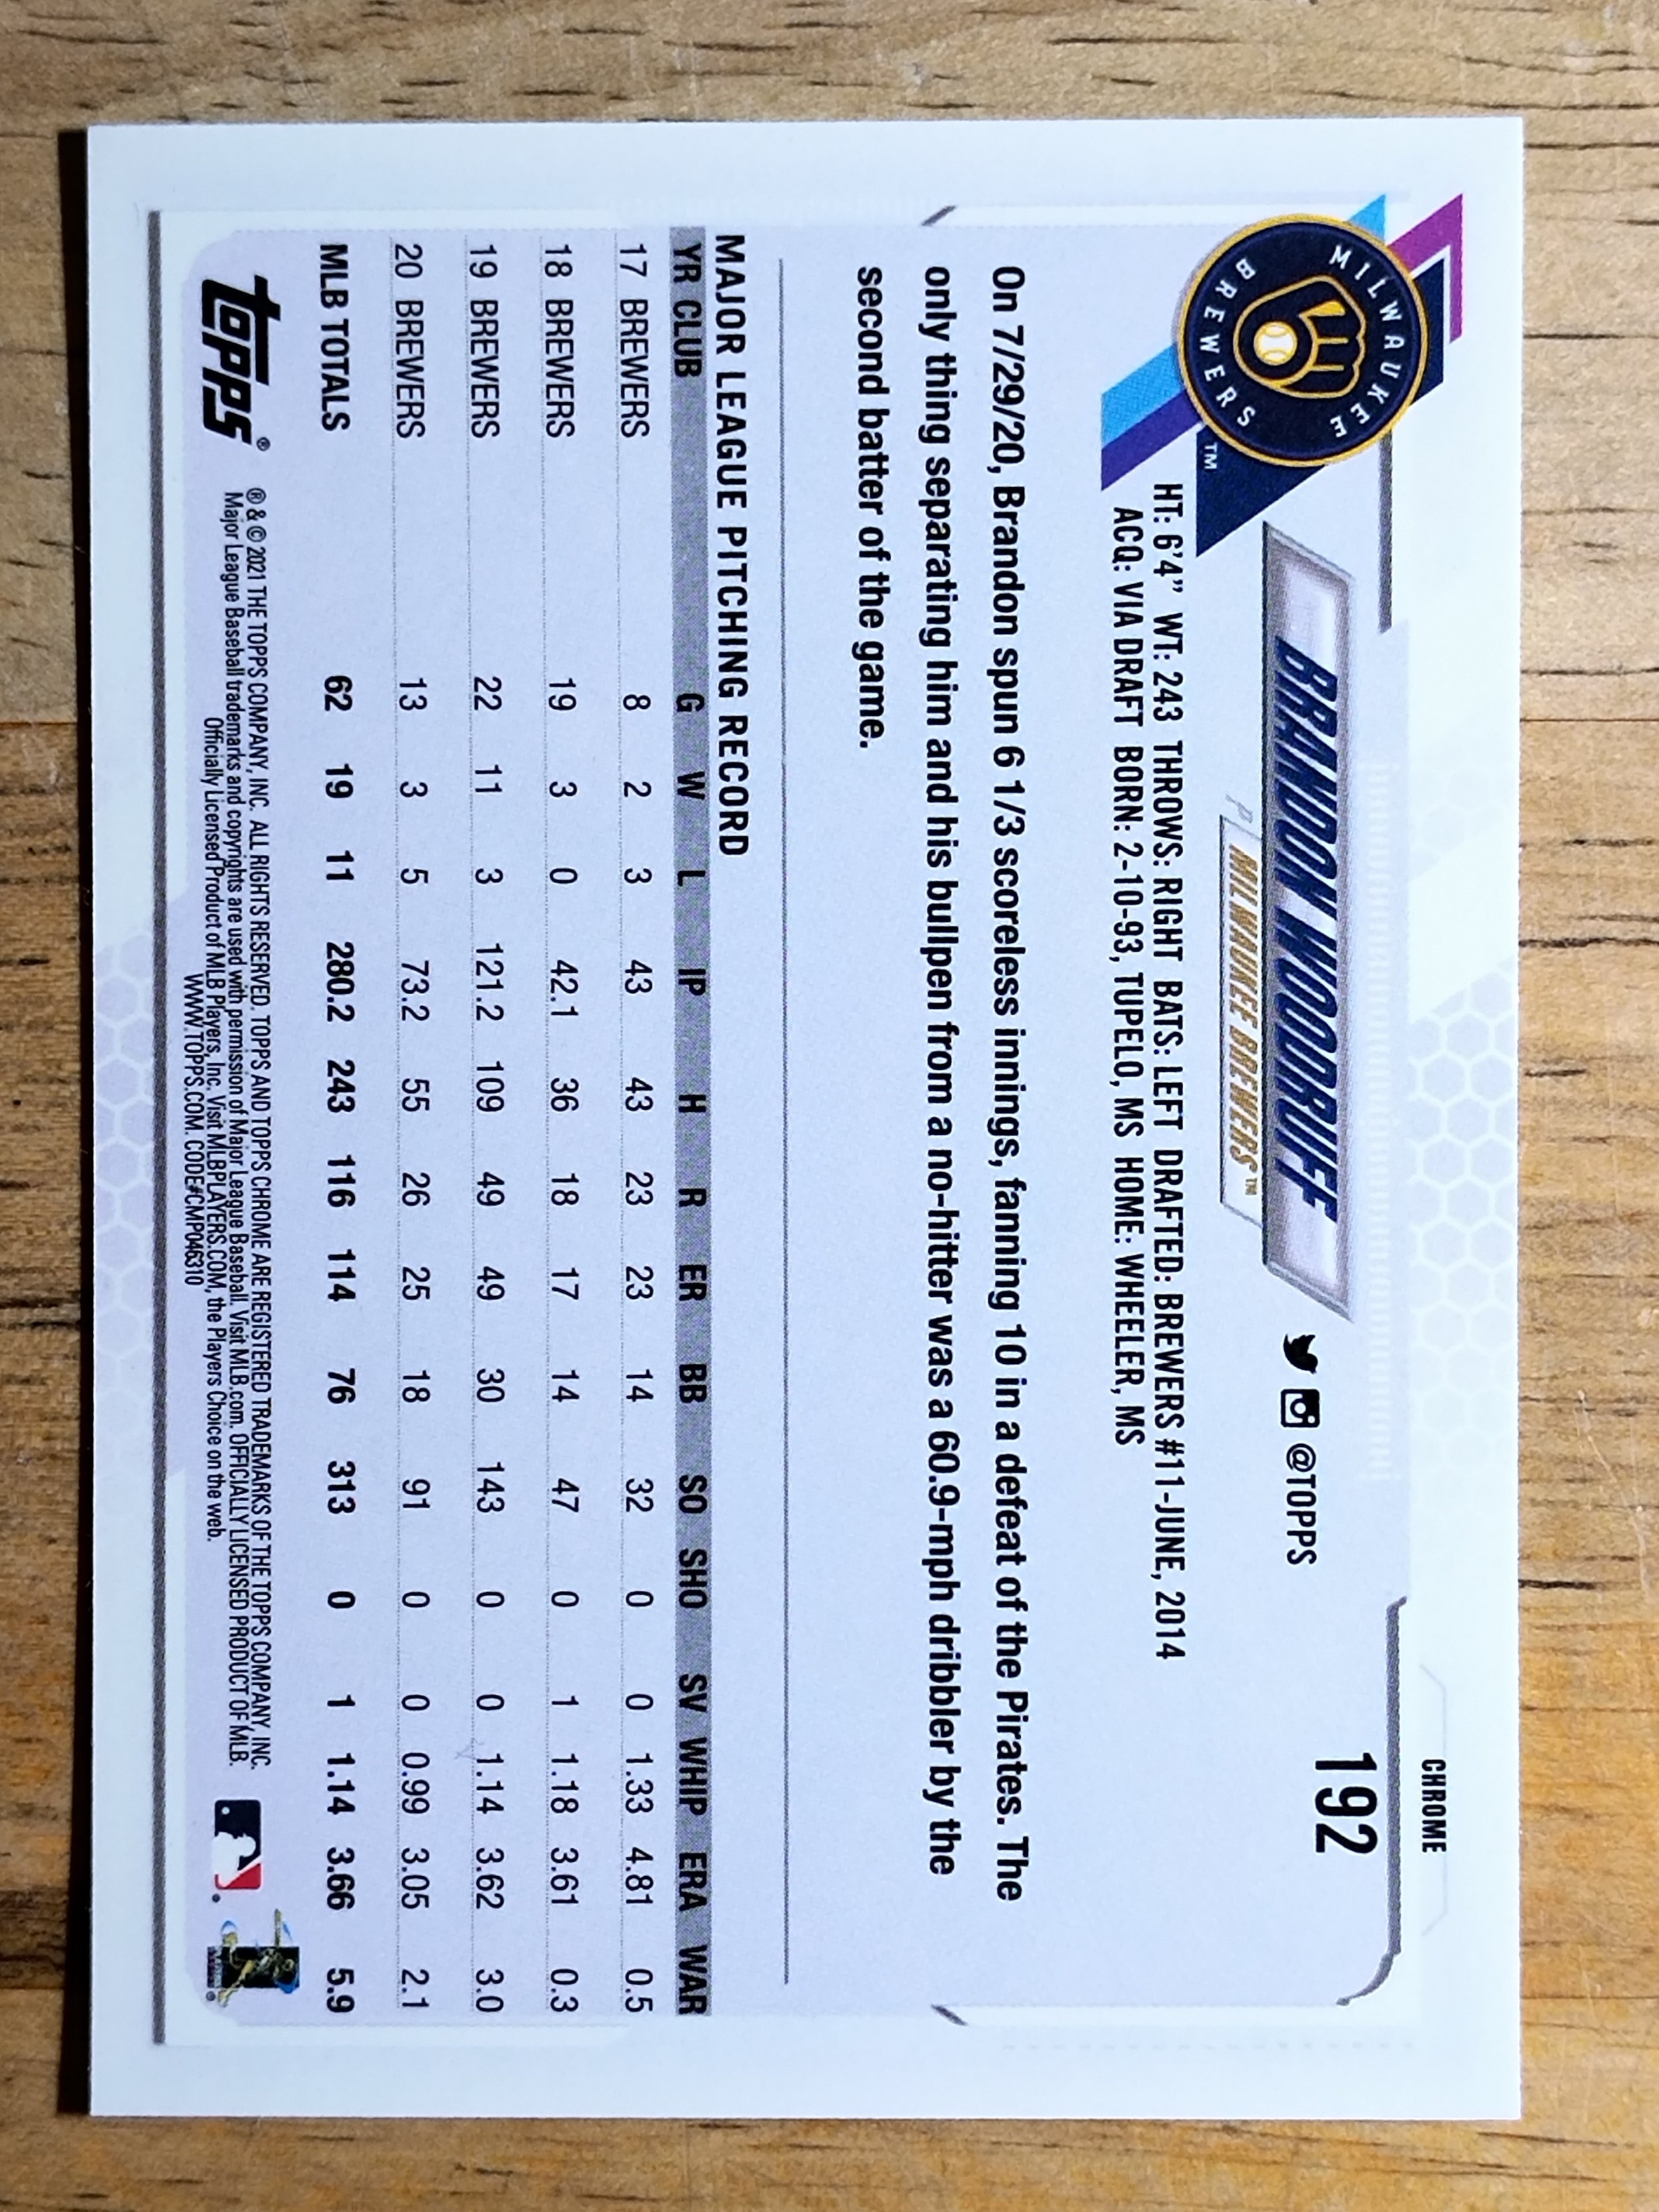 CHROME
192
MILWAUKEE
BREWERS
TM
BRANDON WOODRUFF
@TOPPS
P MILWAUKEE BREWERS™
HT: 6’4” WT: 243 THROWS: RIGHT BATS: LEFT DRAFTED: BREWERS #11-JUNE, 2014
ACQ: VIA DRAFT BORN: 2-10-93, TUPELO, MS HOME: WHEELER, MS
On 7/29/20, Brandon spun 6 1/3 scoreless innings, fanning 10 in a defeat of the Pirates. The
only thing separating him and his bullpen from a no-hitter was a 60.9-mph dribbler by the
second batter of the game.
MAJOR LEAGUE PITCHING RECORD
YR CLUB G W L IP H R ER BB SO SHO SV WHIP ERA WAR
17 BREWERS 8 2 3 43 43 23 23 14 32 0 0 1.33 4.81 0.5
18 BREWERS 19 3 0 42.1 36 18 17 14 47 0 1 1.18 3.61 0.3
19 BREWERS 22 11 3 121.2 109 49 49 30 143 0 0 1.14 3.62 3.0
20 BREWERS 13 3 5 73.2 55 26 25 18 91 0 0 0.99 3.05 2.1
MLB TOTALS 62 19 11 280.2 243 116 114 76 313 0 1 1.14 3.66 5.9
topps®
® & © 2021 THE TOPPS COMPANY, INC. ALL RIGHTS RESERVED. TOPPS AND TOPPS CHROME ARE REGISTERED TRADEMARKS OF THE TOPPS COMPANY, INC.
Major League Baseball trademarks and copyrights are used with permission of Major League Baseball. Visit MLB.com. OFFICIALLY LICENSED PRODUCT OF MLB.
Officially Licensed Product of MLB Players, Inc. Visit MLBPLAYERS.COM, the Players Choice on the web.
WWW.TOPPS.COM. CODE#CMP046310